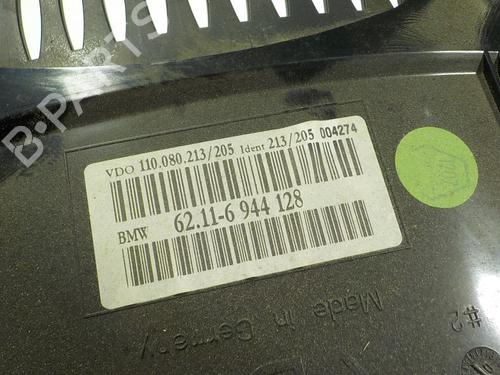 B-PARTS
VDO 110.080.213/205 Ident 213/205 004274
BMW 62.11-6 944 128
Made in
Germany
#2